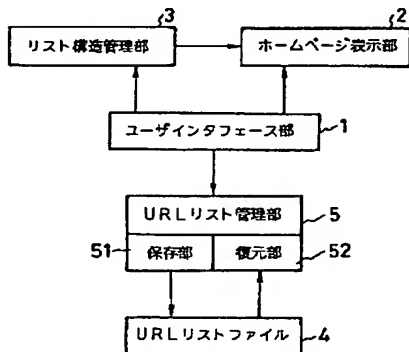 3
2
リスト構造管理部
ホームページ表示部
ユーザインタフェース部
1
URLリスト管理部
5
51
保存部
復元部
52
URLリストファイル
4